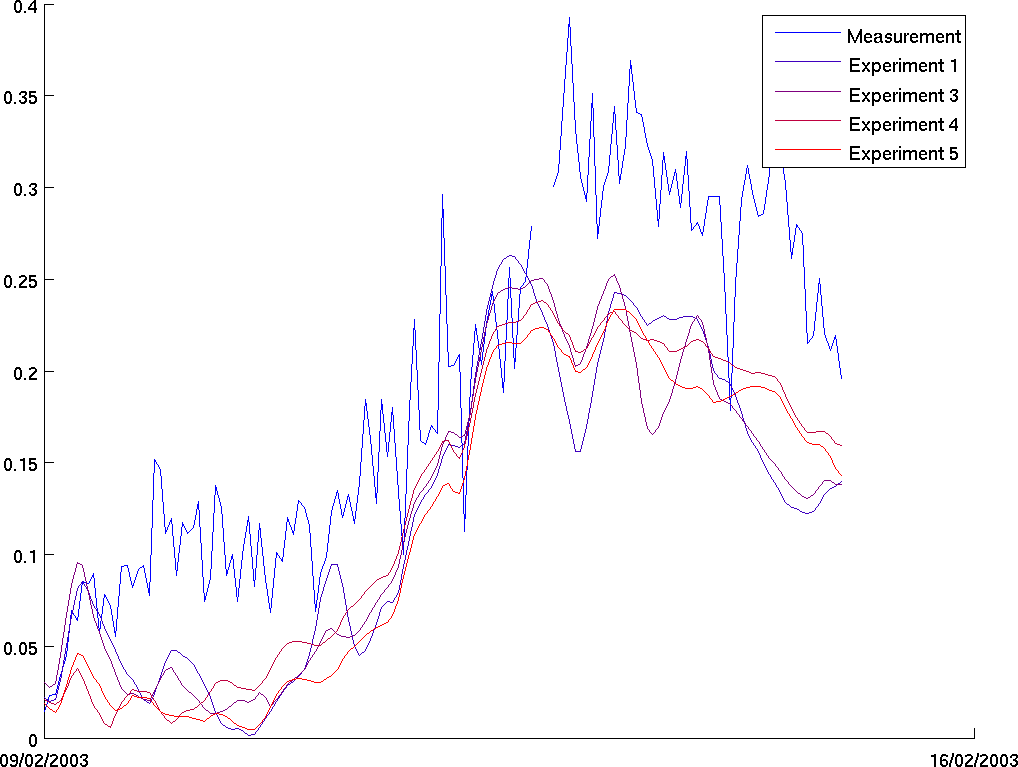 0.4
0.35
0.3
0.25
0.2
0.15
0.1
0.05
0
09/02/2003
16/02/2003
Measurement
Experiment 1
Experiment 3
Experiment 4
Experiment 5